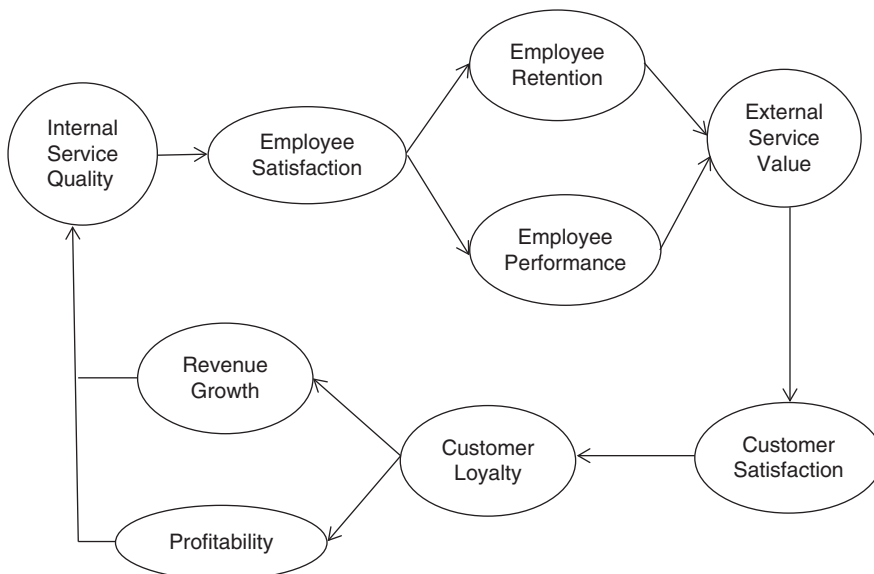 Internal
Service
Quality
Employee
Satisfaction
Employee
Retention
Employee
Performance
External
Service
Value
Customer
Satisfaction
Customer
Loyalty
Revenue
Growth
Profitability